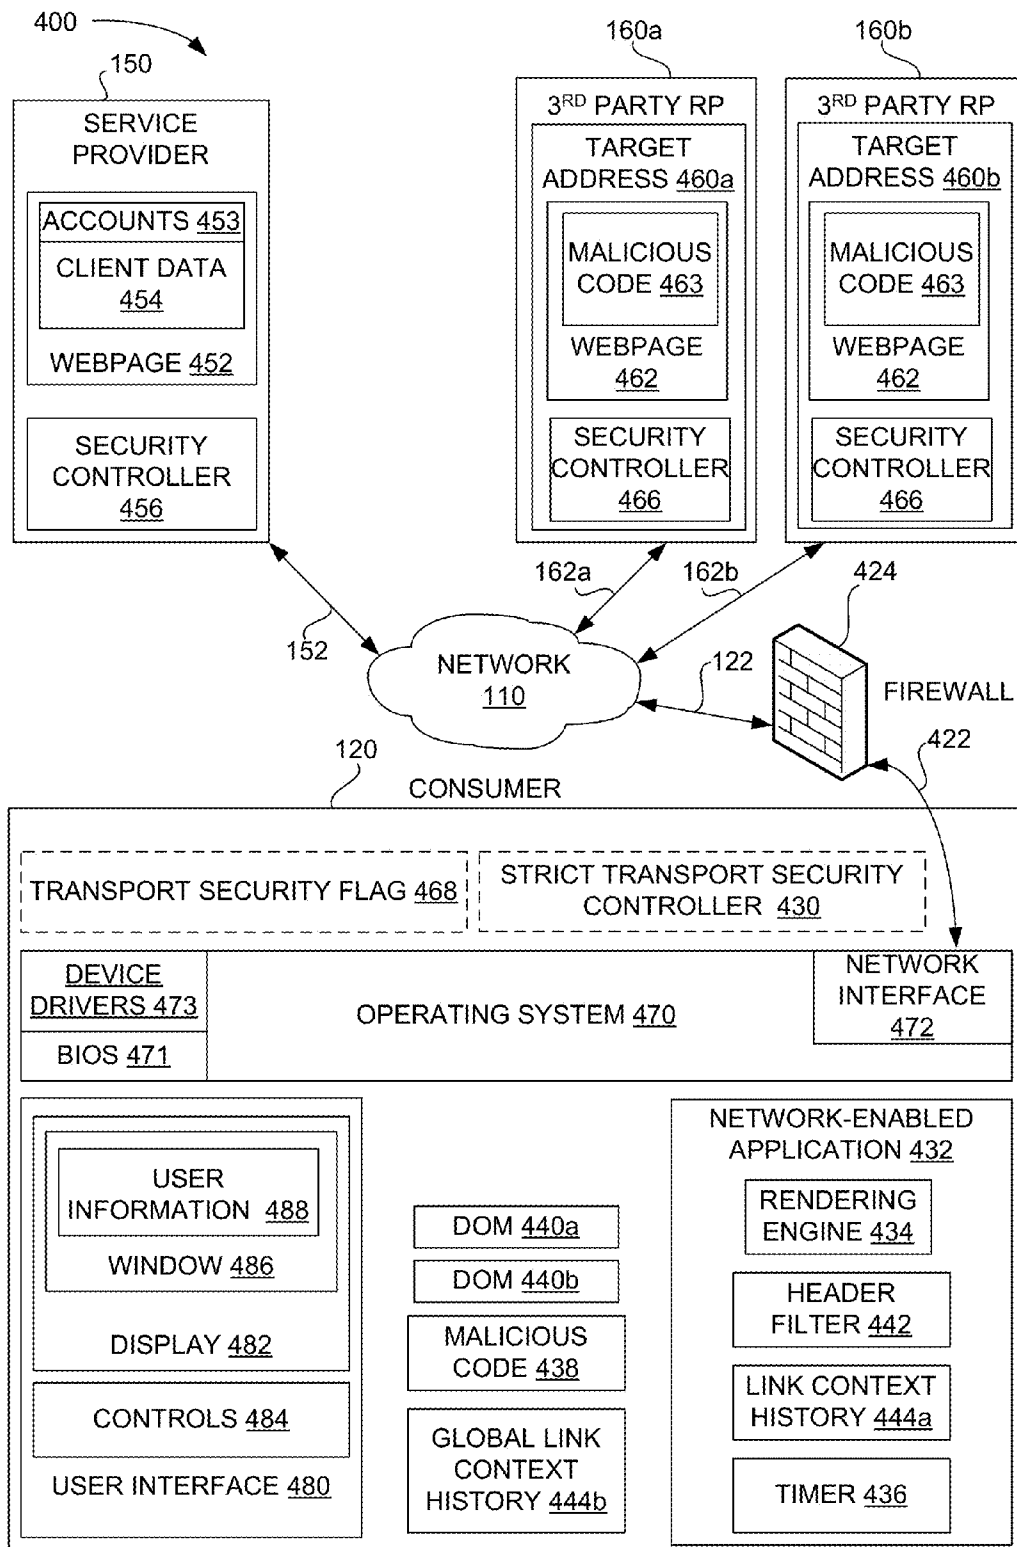 400
150
SERVICE
PROVIDER
ACCOUNTS 453
CLIENT DATA
454
WEBPAGE 452
SECURITY
CONTROLLER
456
160a
3RD PARTY RP
TARGET
ADDRESS 460a
MALICIOUS
CODE 463
WEBPAGE
462
SECURITY
CONTROLLER
466
160b
3RD PARTY RP
TARGET
ADDRESS 460b
MALICIOUS
CODE 463
WEBPAGE
462
SECURITY
CONTROLLER
466
152
162a
162b
424
NETWORK
110
122
FIREWALL
422
120
CONSUMER
TRANSPORT SECURITY FLAG 468
STRICT TRANSPORT SECURITY
CONTROLLER 430
DEVICE
DRIVERS 473
BIOS 471
OPERATING SYSTEM 470
NETWORK
INTERFACE
472
USER
INFORMATION 488
WINDOW 486
DISPLAY 482
CONTROLS 484
USER INTERFACE 480
DOM 440a
DOM 440b
MALICIOUS
CODE 438
GLOBAL LINK
CONTEXT
HISTORY 444b
NETWORK-ENABLED
APPLICATION 432
RENDERING
ENGINE 434
HEADER
FILTER 442
LINK CONTEXT
HISTORY 444a
TIMER 436